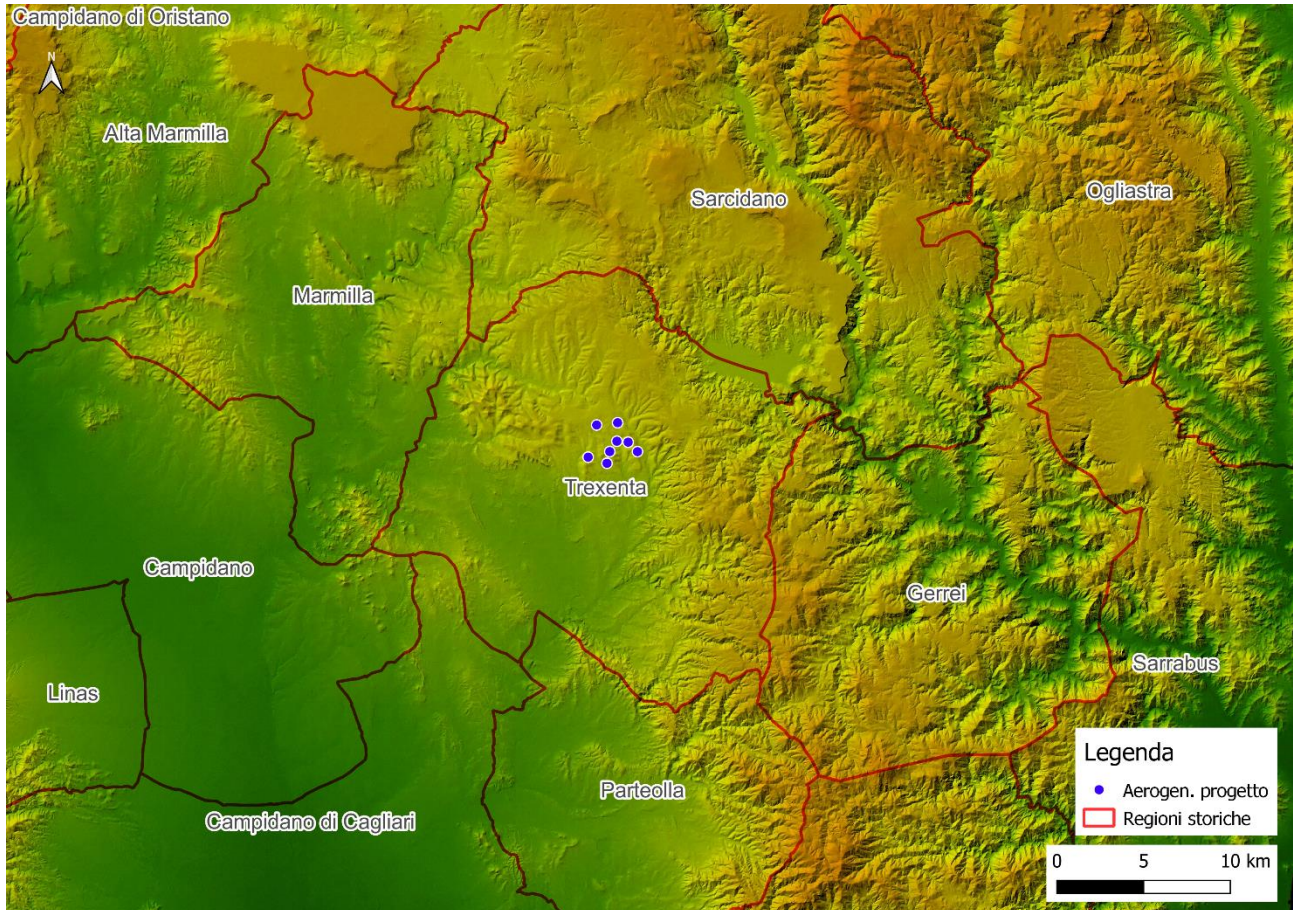 Campidano di Oristano
N
Alta Marmilla
Sarcidano
Ogliastra
Marmilla
Trexenta
Campidano
Gerrei
Sarrabus
Linas
Parteolla
Campidano di Cagliari
Legenda
Aerogen. progetto
Regioni storiche
0 5 10 km